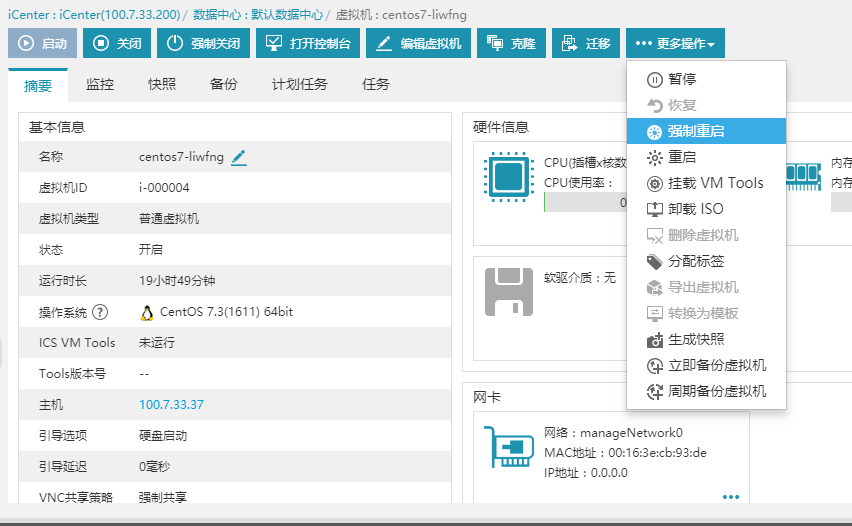 iCenter : iCenter(100.7.33.200) / 数据中心 : 默认数据中心 / 虚拟机 : centos7-liwfng
启动 关闭 强制关闭 打开控制台 编辑虚拟机 克隆 迁移 更多操作
摘要 监控 快照 备份 计划任务 任务
暂停
恢复
强制重启
重启
挂载 VM Tools
卸载 ISO
删除虚拟机
分配标签
导出虚拟机
转换为模板
生成快照
立即备份虚拟机
周期备份虚拟机
基本信息
名称 centos7-liwfng
虚拟机ID i-000004
虚拟机类型 普通虚拟机
状态 开启
运行时长 19小时49分钟
操作系统 ? CentOS 7.3(1611) 64bit
ICS VM Tools 未运行
Tools版本号 --
主机 100.7.33.37
引导选项 硬盘启动
引导延迟 0毫秒
VNC共享策略 强制共享
硬件信息
CPU(插槽x核数
CPU使用率：
0
内存
内存
软驱介质：无
网卡
网络：manageNetwork0
MAC地址：00:16:3e:cb:93:de
IP地址：0.0.0.0